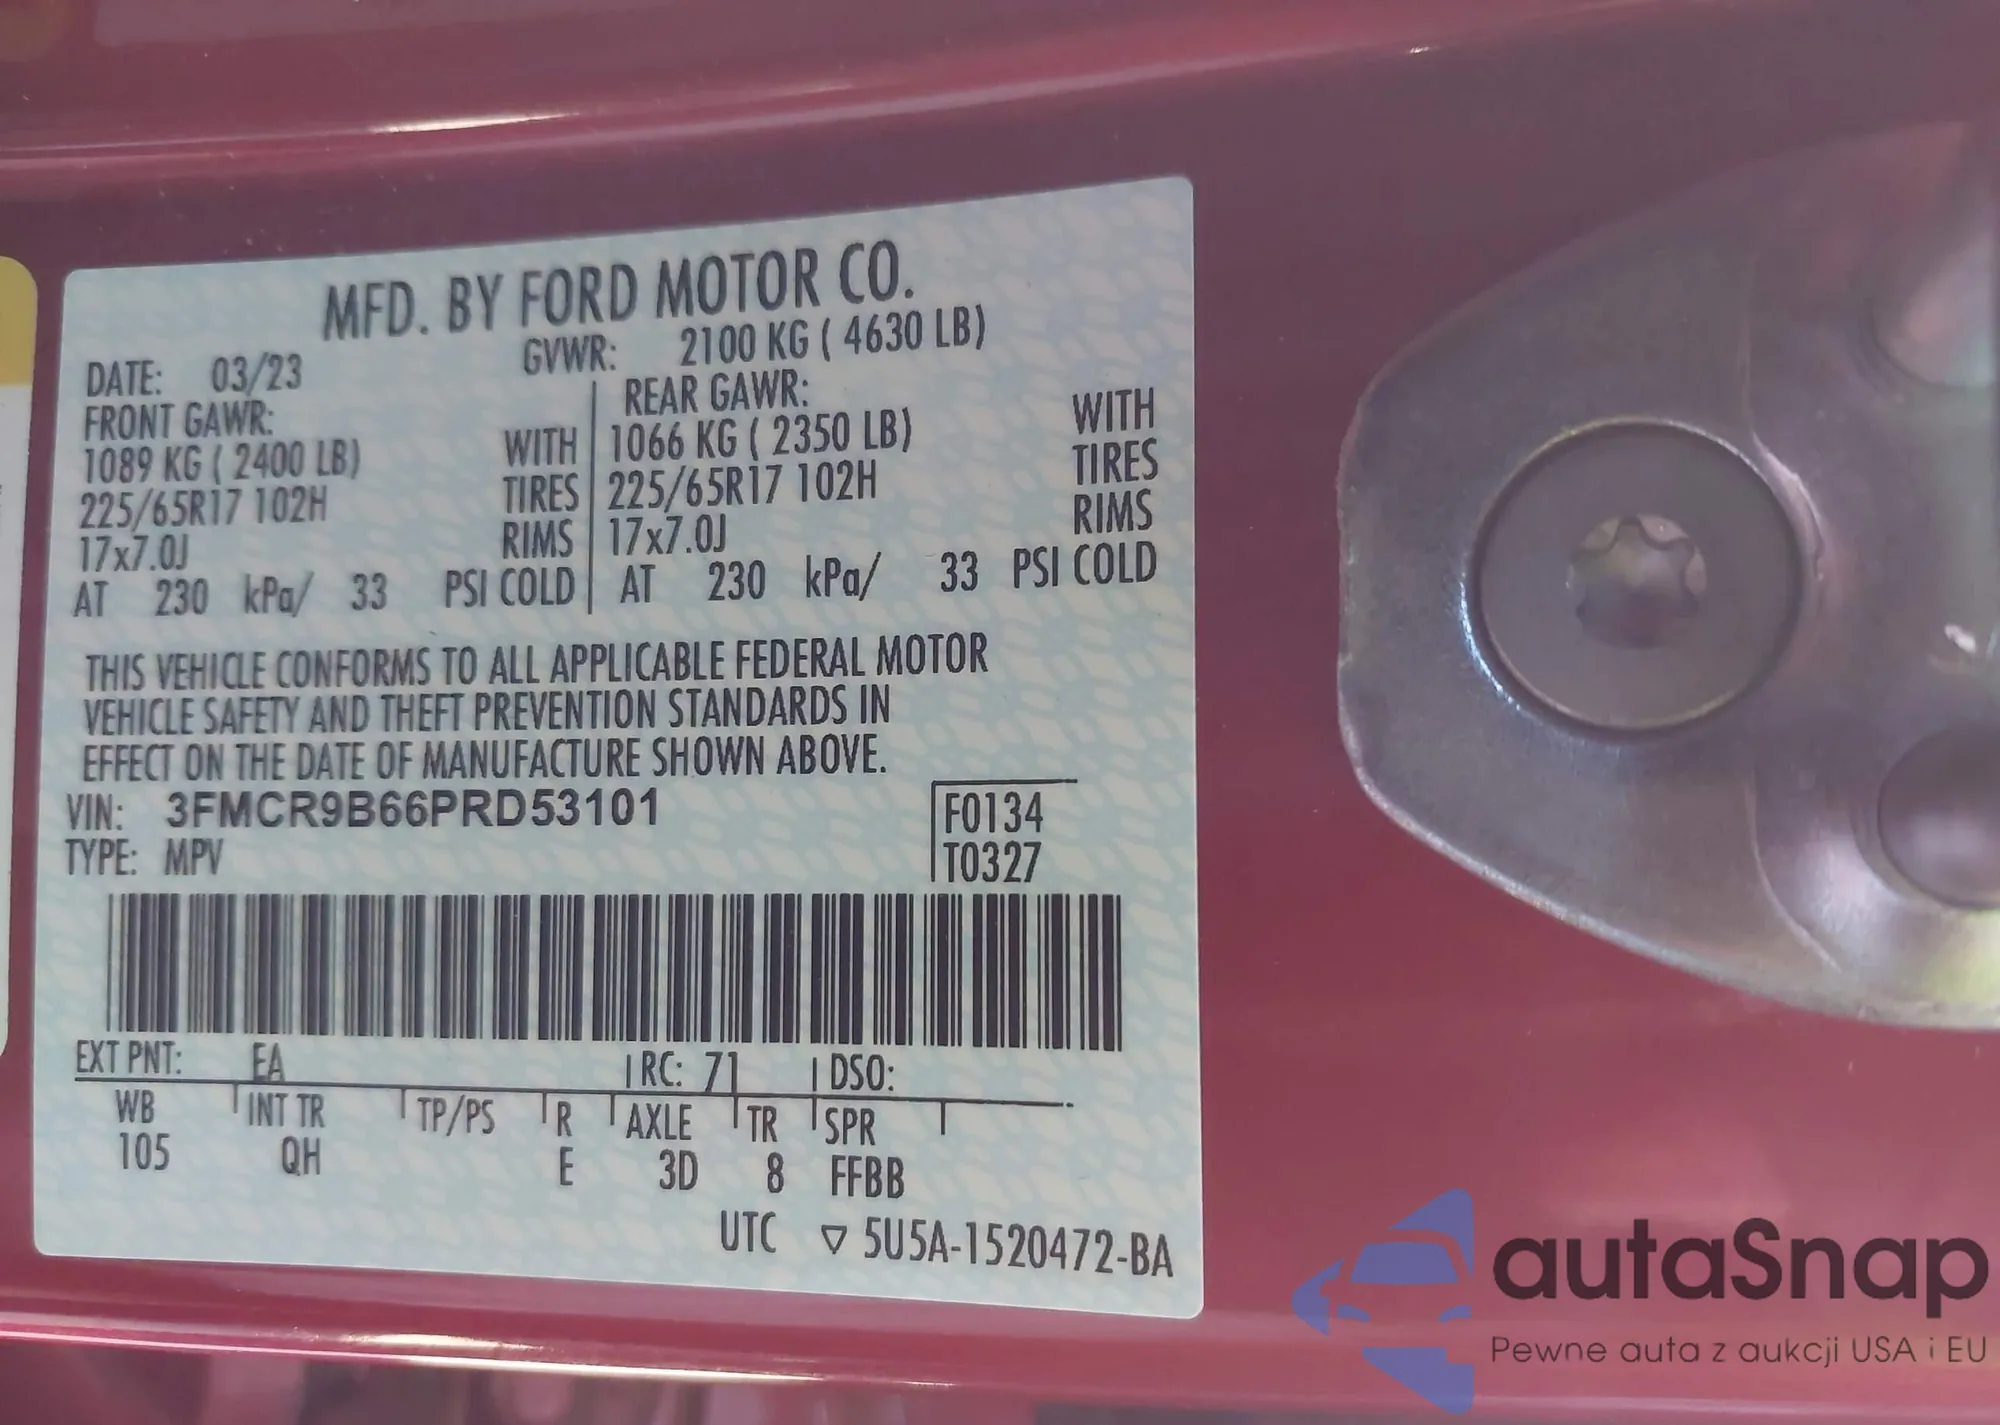 MFD. BY FORD MOTOR CO.
DATE: 03/23 GVWR: 2100 KG ( 4630 LB)
FRONT GAWR: REAR GAWR:
1089 KG ( 2400 LB) WITH 1066 KG ( 2350 LB) WITH
225/65R17 102H TIRES 225/65R17 102H TIRES
17x7.0J RIMS 17x7.0J RIMS
AT 230 kPa/ 33 PSI COLD AT 230 kPa/ 33 PSI COLD
THIS VEHICLE CONFORMS TO ALL APPLICABLE FEDERAL MOTOR
VEHICLE SAFETY AND THEFT PREVENTION STANDARDS IN
EFFECT ON THE DATE OF MANUFACTURE SHOWN ABOVE.
VIN: 3FMCR9B66PRD53101 F0134
TYPE: MPV T0327
EXT PNT: EA RC: 71 DSO:
WB INT TR TP/PS R AXLE TR SPR
105 QH E 3D 8 FFBB
UTC ▽ 5U5A-1520472-BA
autaSnap
Pewne auta z aukcji USA i EU